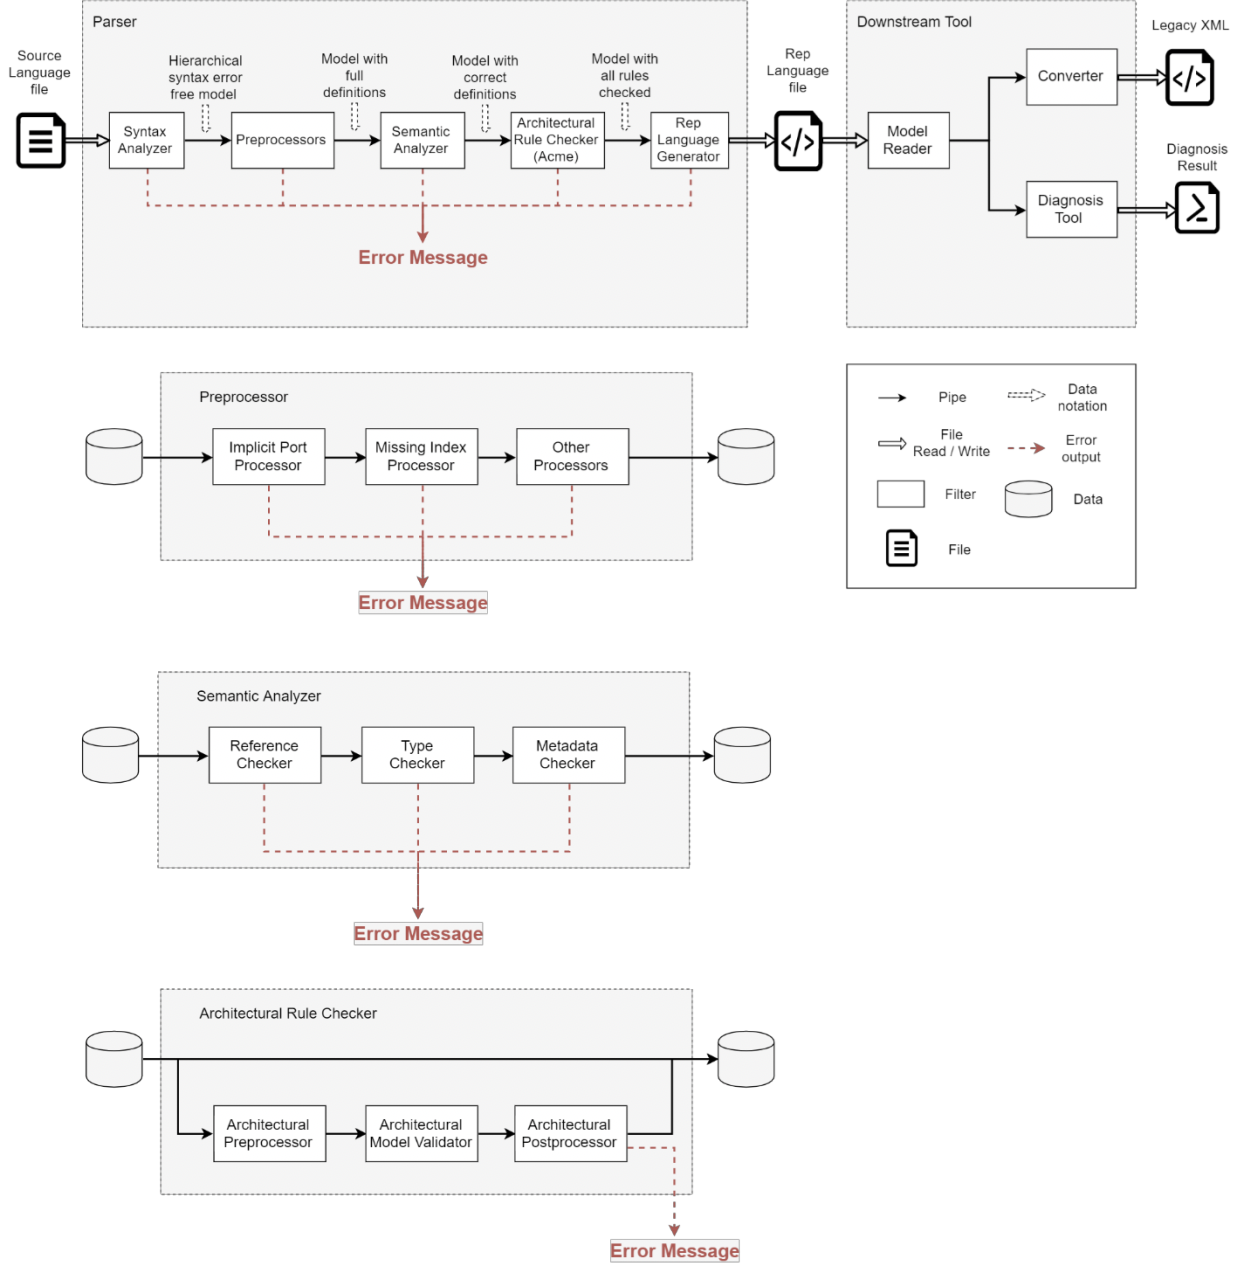 Parser
Downstream Tool
Legacy XML
Source
Language
file
Hierarchical
syntax error
free model
Model with
full
definitions
Model with
correct
definitions
Model with
all rules
checked
Rep
Language
file
Syntax
Analyzer
Preprocessors
Semantic
Analyzer
Architectural
Rule Checker
(Acme)
Rep
Language
Generator
Model
Reader
Converter
Diagnosis
Result
Diagnosis
Tool
Error Message
Preprocessor
Implicit Port
Processor
Missing Index
Processor
Other
Processors
Error Message
Pipe
Data
notation
File
Read / Write
Error
output
Filter
Data
File
Semantic Analyzer
Reference
Checker
Type
Checker
Metadada
Checker
Error Message
Architectural Rule Checker
Architectural
Preprocessor
Architectural
Model Validator
Architectural
Postprocessor
Error Message